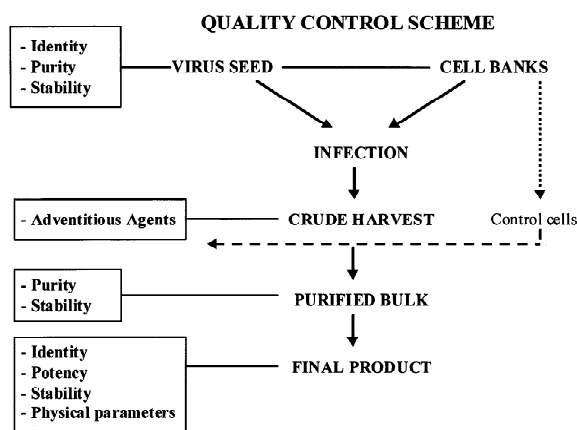 QUALITY CONTROL SCHEME
- Identity
- Purity
- Stability
VIRUS SEED
CELL BANKS
INFECTION
- Adventitious Agents
CRUDE HARVEST
Control cells
- Purity
- Stability
PURIFIED BULK
- Identity
- Potency
- Stability
- Physical parameters
FINAL PRODUCT